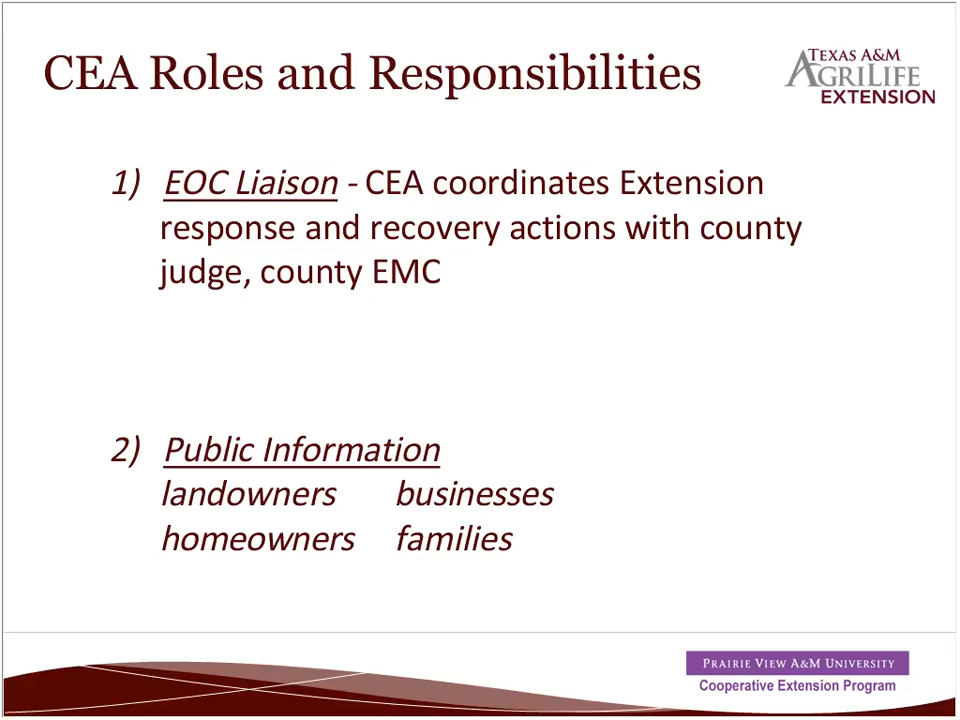 CEA Roles and Responsibilities
TEXAS A&M
AGRILIFE
EXTENSION
1) EOC Liaison - CEA coordinates Extension
response and recovery actions with county
judge, county EMC
2) Public Information
landowners businesses
homeowners families
PRAIRIE VIEW A&M UNIVERSITY
Cooperative Extension Program